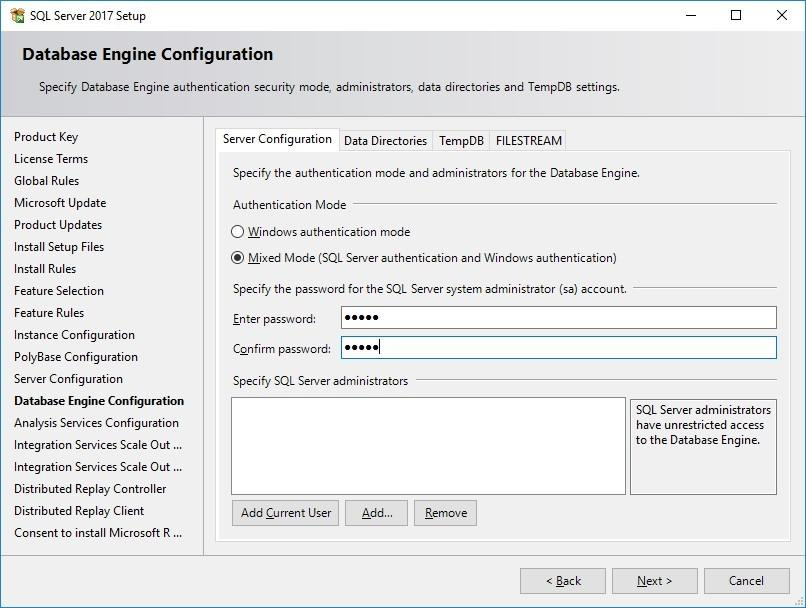 SQL Server 2017 Setup
Database Engine Configuration
Specify Database Engine authentication security mode, administrators, data directories and TempDB settings.
Product Key
License Terms
Global Rules
Microsoft Update
Product Updates
Install Setup Files
Install Rules
Feature Selection
Feature Rules
Instance Configuration
PolyBase Configuration
Server Configuration
Database Engine Configuration
Analysis Services Configuration
Integration Services Scale Out ...
Integration Services Scale Out ...
Distributed Replay Controller
Distributed Replay Client
Consent to install Microsoft R ...
Server Configuration Data Directories TempDB FILESTREAM
Specify the authentication mode and administrators for the Database Engine.
Authentication Mode
Windows authentication mode
Mixed Mode (SQL Server authentication and Windows authentication)
Specify the password for the SQL Server system administrator (sa) account.
Enter password: ●●●●●
Confirm password: ●●●●●
Specify SQL Server administrators
SQL Server administrators
have unrestricted access
to the Database Engine.
Add Current User Add... Remove
< Back Next > Cancel